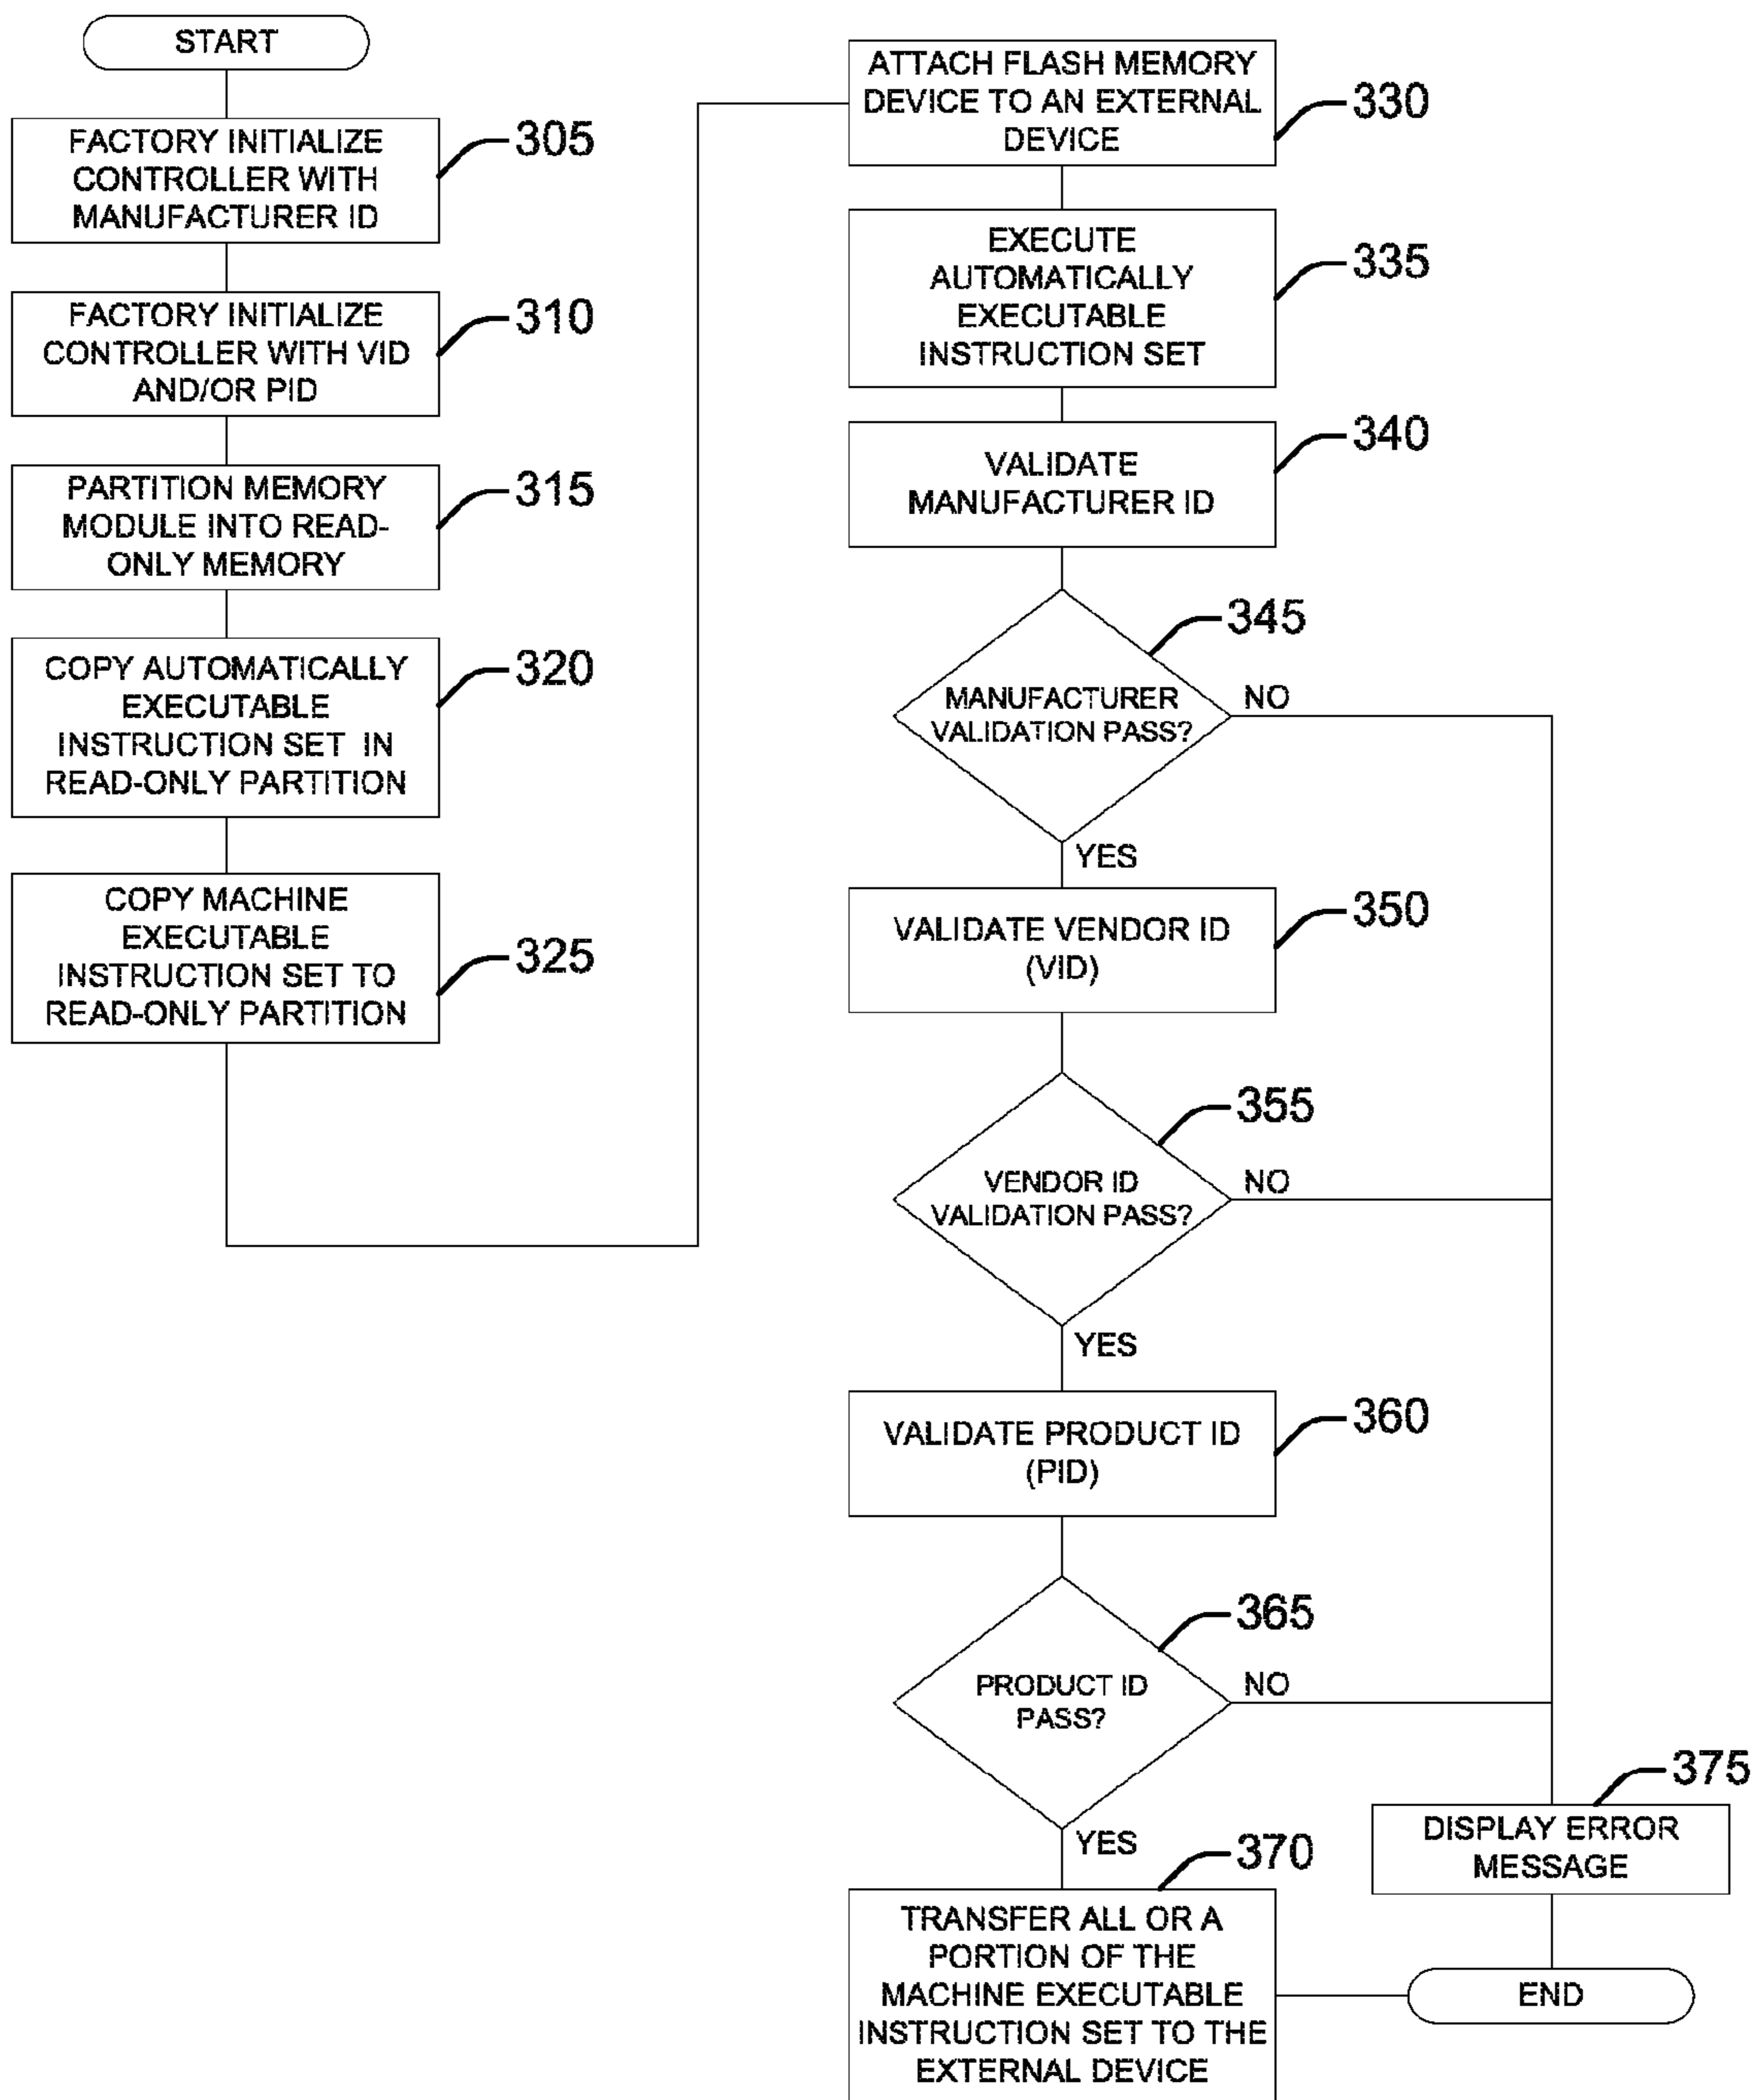 START
FACTORY INITIALIZE
CONTROLLER WITH
MANUFACTURER ID
305
FACTORY INITIALIZE
CONTROLLER WITH VID
AND/OR PID
310
PARTITION MEMORY
MODULE INTO READ-
ONLY MEMORY
315
COPY AUTOMATICALLY
EXECUTABLE
INSTRUCTION SET IN
READ-ONLY PARTITION
320
COPY MACHINE
EXECUTABLE
INSTRUCTION SET TO
READ-ONLY PARTITION
325
ATTACH FLASH MEMORY
DEVICE TO AN EXTERNAL
DEVICE
330
EXECUTE
AUTOMATICALLY
EXECUTABLE
INSTRUCTION SET
335
VALIDATE
MANUFACTURER ID
340
345
MANUFACTURER
VALIDATION PASS?
NO
YES
VALIDATE VENDOR ID
(VID)
350
355
VENDOR ID
VALIDATION PASS?
NO
YES
VALIDATE PRODUCT ID
(PID)
360
365
PRODUCT ID
PASS?
NO
YES
370
TRANSFER ALL OR A
PORTION OF THE
MACHINE EXECUTABLE
INSTRUCTION SET TO THE
EXTERNAL DEVICE
375
DISPLAY ERROR
MESSAGE
END